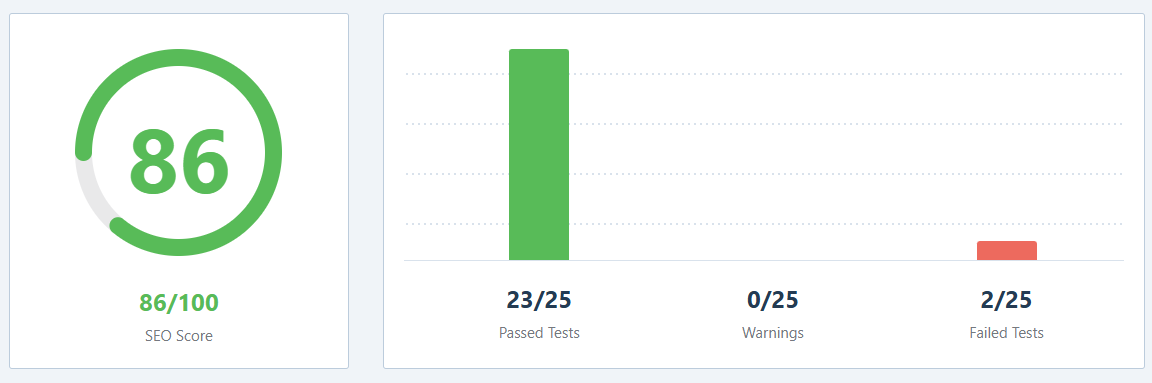 86
86/100
SEO Score
23/25
Passed Tests
0/25
Warnings
2/25
Failed Tests